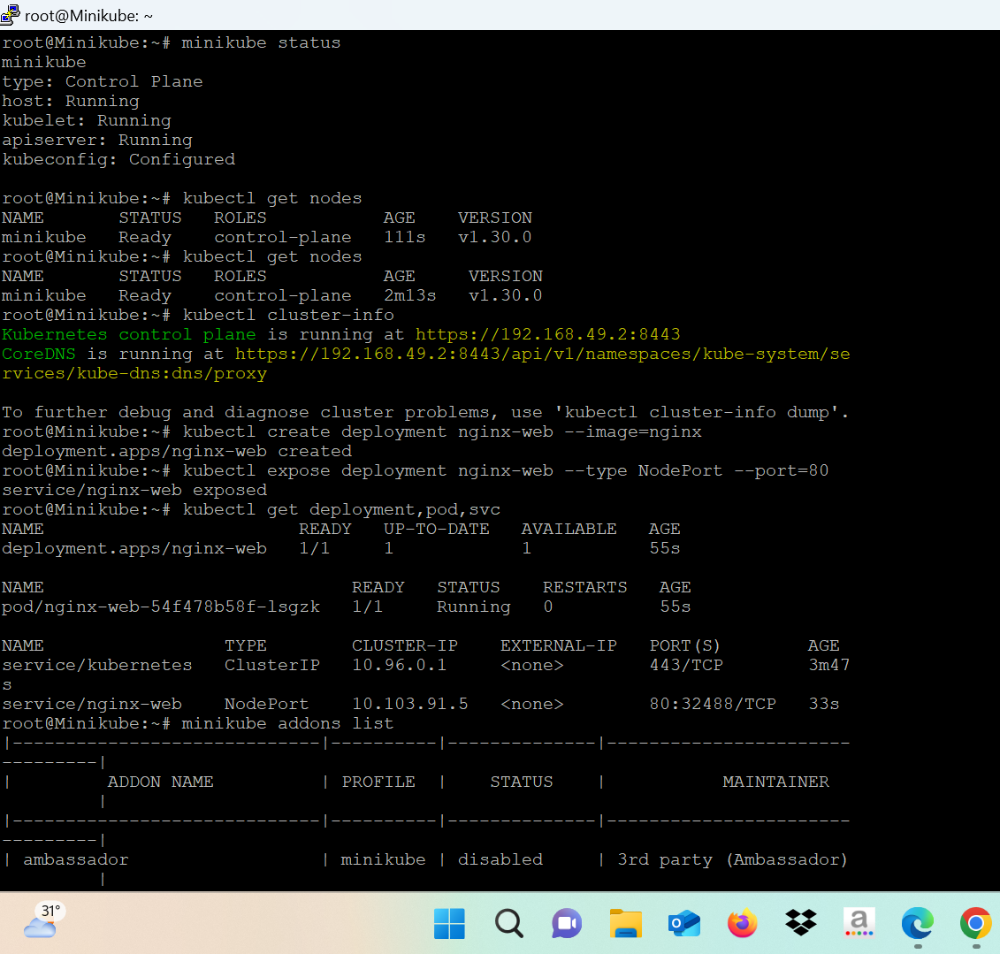 root@Minikube: ~
root@Minikube:~# minikube status
minikube
type: Control Plane
host: Running
kubelet: Running
apiserver: Running
kubeconfig: Configured

root@Minikube:~# kubectl get nodes
NAME       STATUS   ROLES           AGE    VERSION
minikube   Ready    control-plane   111s   v1.30.0
root@Minikube:~# kubectl get nodes
NAME       STATUS   ROLES           AGE     VERSION
minikube   Ready    control-plane   2m13s   v1.30.0
root@Minikube:~# kubectl cluster-info
Kubernetes control plane is running at https://192.168.49.2:8443
CoreDNS is running at https://192.168.49.2:8443/api/v1/namespaces/kube-system/se
rvices/kube-dns:dns/proxy

To further debug and diagnose cluster problems, use 'kubectl cluster-info dump'.
root@Minikube:~# kubectl create deployment nginx-web --image=nginx
deployment.apps/nginx-web created
root@Minikube:~# kubectl expose deployment nginx-web --type NodePort --port=80
service/nginx-web exposed
root@Minikube:~# kubectl get deployment,pod,svc
NAME                        READY   UP-TO-DATE   AVAILABLE   AGE
deployment.apps/nginx-web   1/1     1            1           55s

NAME                             READY   STATUS    RESTARTS   AGE
pod/nginx-web-54f478b58f-lsgzk   1/1     Running   0          55s

NAME                 TYPE        CLUSTER-IP    EXTERNAL-IP   PORT(S)        AGE
service/kubernetes   ClusterIP   10.96.0.1     <none>        443/TCP        3m47
s
service/nginx-web    NodePort    10.103.91.5   <none>        80:32488/TCP   33s
root@Minikube:~# minikube addons list
|-----------------------------|----------|--------------|-----------------------
---------|
|         ADDON NAME          | PROFILE  |    STATUS    |           MAINTAINER
         |
|-----------------------------|----------|--------------|-----------------------
---------|
| ambassador                  | minikube | disabled     | 3rd party (Ambassador)
         |
31°